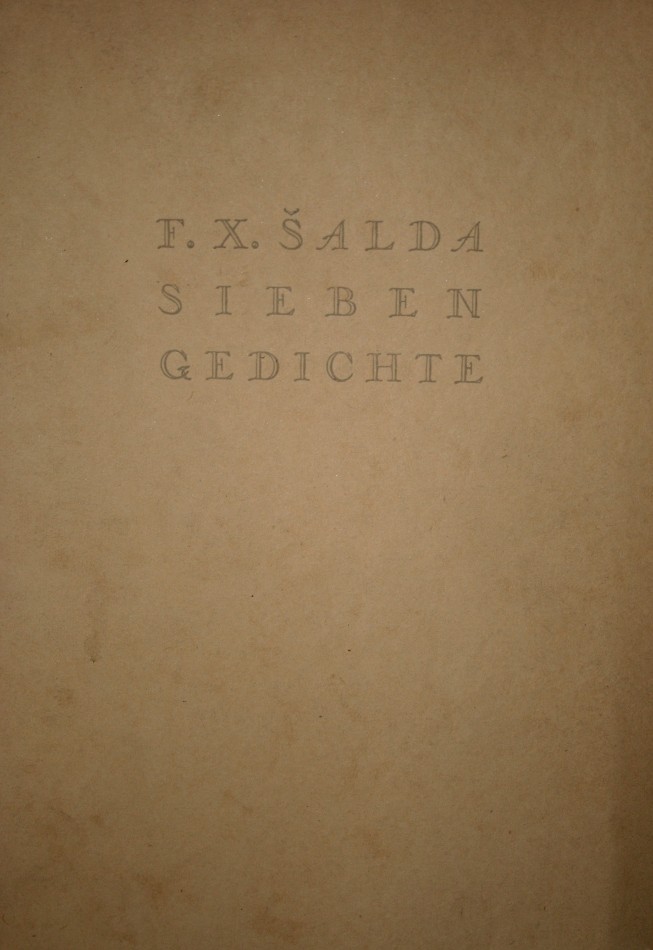 F. X. ŠALDA
SIEBEN
GEDICHTE